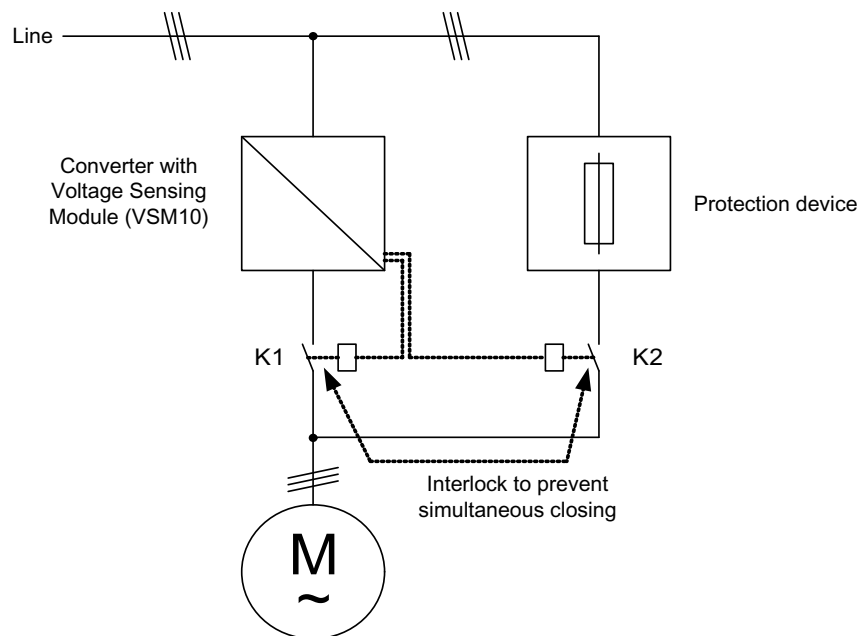 Line
Converter with
Voltage Sensing
Module (VSM10)
Protection device
K1
K2
Interlock to prevent
simultaneous closing
M
~